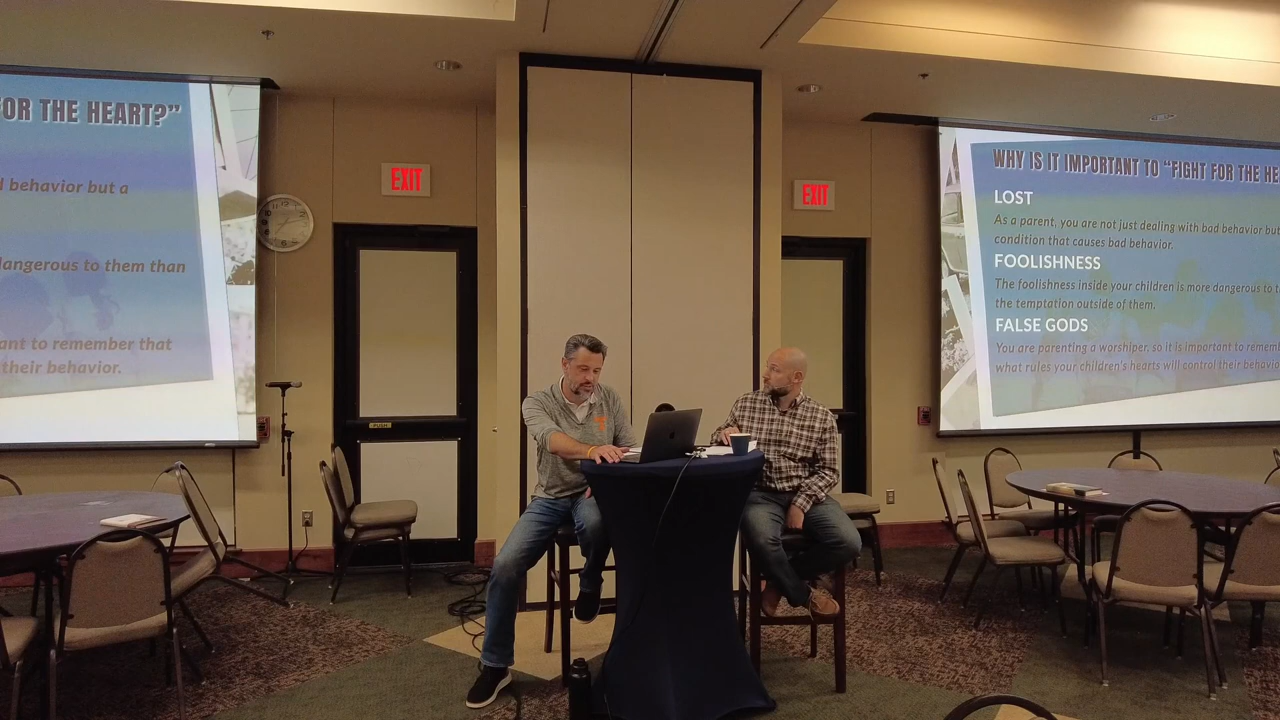 FOR THE HEART?”
d behavior but a
dangerous to them than
ant to remember that
their behavior.
EXIT
PUSH
EXIT
WHY IS IT IMPORTANT TO “FIGHT FOR THE HE
LOST
As a parent, you are not just dealing with bad behavior but
condition that causes bad behavior.
FOOLISHNESS
The foolishness inside your children is more dangerous to t
the temptation outside of them.
FALSE GODS
You are parenting a worshiper, so it is important to rememb
what rules your children's hearts will control their behavio